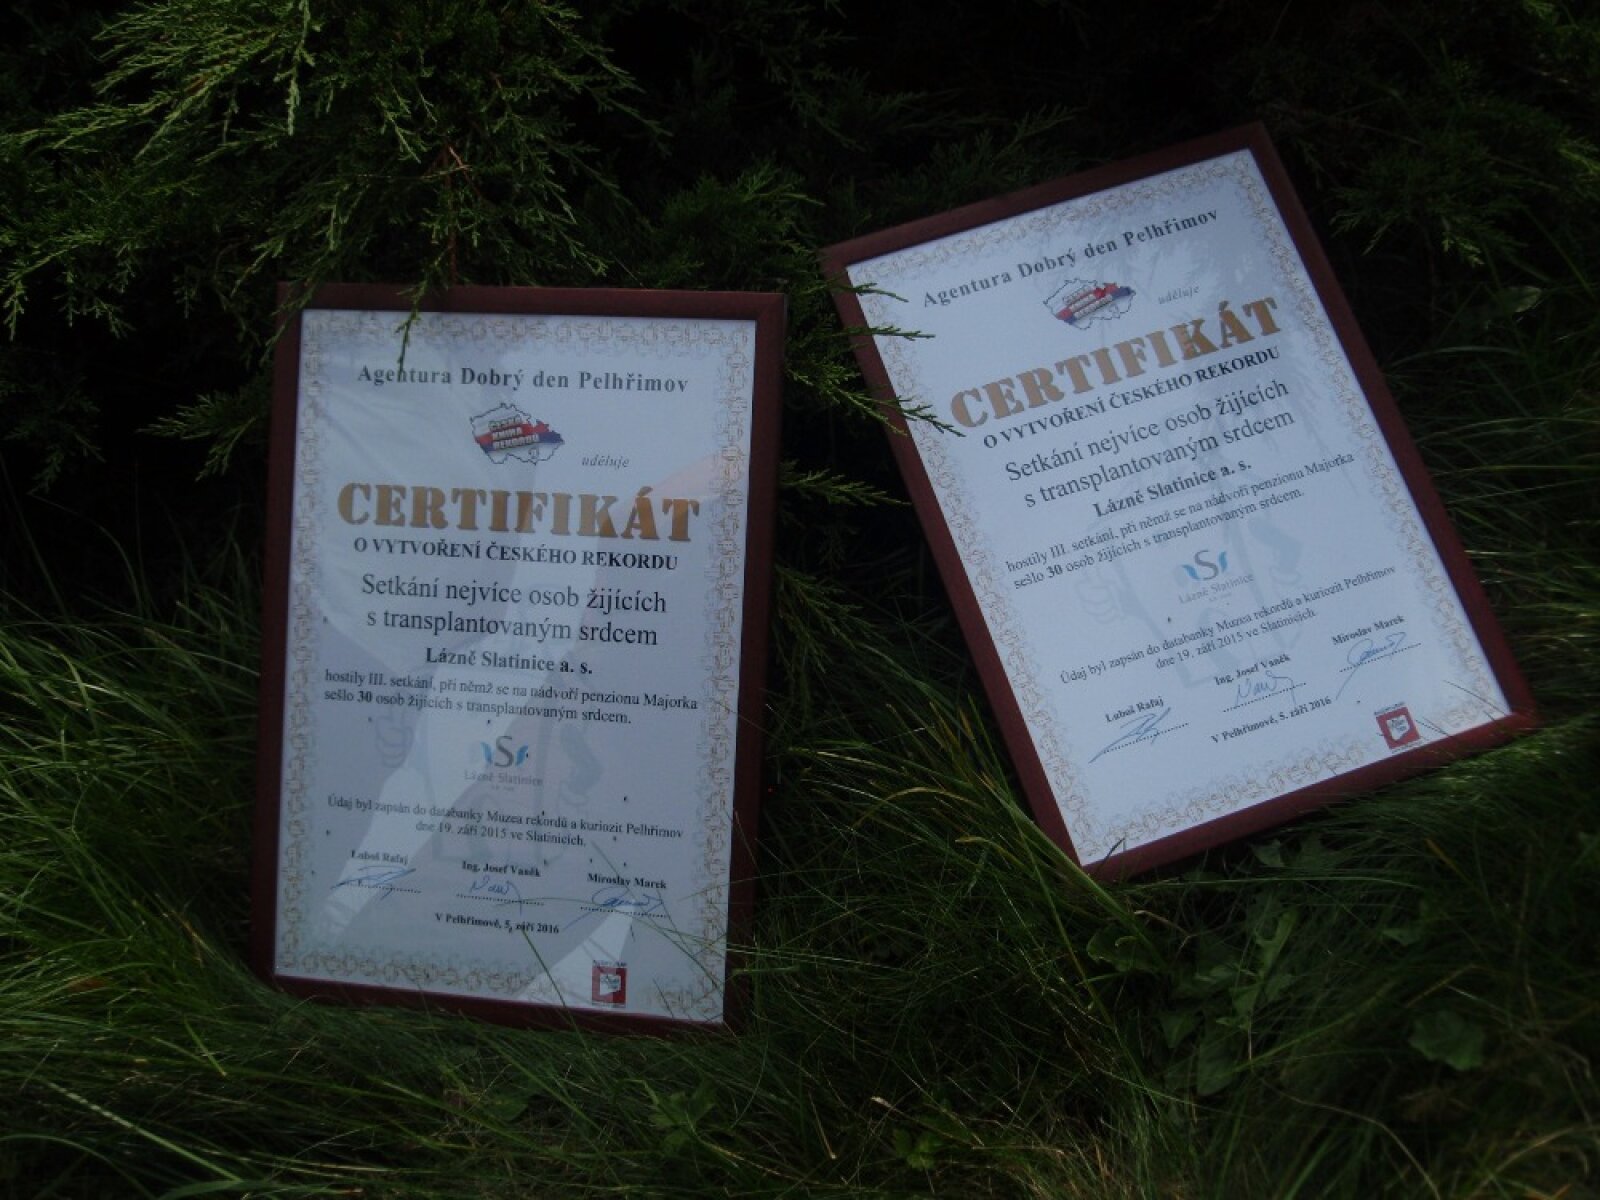 Agentura Dobrý den Pelhřimov
ČESKÁ
KNIHA
REKORDŮ
uděluje
CERTIFIKÁT
O VYTVOŘENÍ ČESKÉHO REKORDU
Setkání nejvíce osob žijících
s transplantovaným srdcem
Lázně Slatinice a. s.
hostily III. setkání, při němž se na nádvoří penzionu Majorka
sešlo 30 osob žijících s transplantovaným srdcem.
S
Lázně Slatinice
Údaj byl zapsán do databanky Muzea rekordů a kuriozit Pelhřimov
dne 19. září 2015 ve Slatinicích.
Luboš Rafaj
Ing. Josef Vaněk
Miroslav Marek
V Pelhřimově, 5. září 2016
Agentura Dobrý den Pelhřimov
uděluje
CERTIFIKÁT
O VYTVOŘENÍ ČESKÉHO REKORDU
Setkání nejvíce osob žijících
s transplantovaným srdcem
Lázně Slatinice a. s.
hostily III. setkání, při němž se na nádvoří penzionu Majorka
sešlo 30 osob žijících s transplantovaným srdcem.
S
Lázně Slatinice
Údaj byl zapsán do databanky Muzea rekordů a kuriozit Pelhřimov
dne 19. září 2015 ve Slatinicích.
Luboš Rafaj
Ing. Josef Vaněk
Miroslav Marek
V Pelhřimově, 5. září 2016